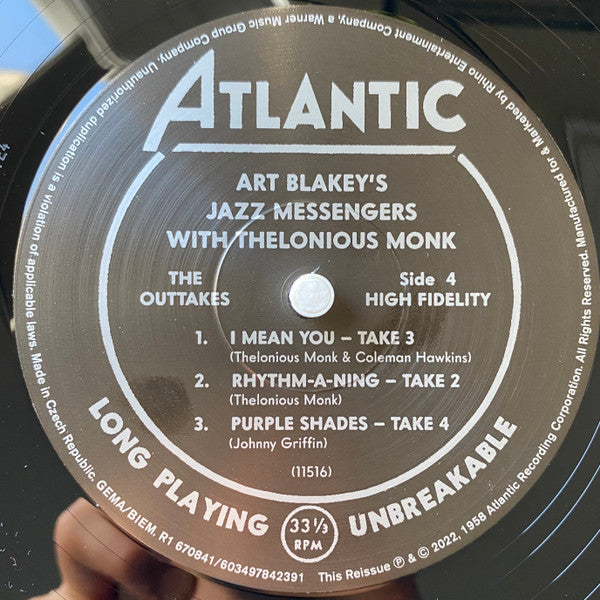 ATLANTIC
ART BLAKEY'S
JAZZ MESSENGERS
WITH THELONIOUS MONK
THE
OUTTAKES
Side 4
HIGH FIDELITY
1. I MEAN YOU – TAKE 3
(Thelonious Monk & Coleman Hawkins)
2. RHYTHM-A-NING – TAKE 2
(Thelonious Monk)
3. PURPLE SHADES – TAKE 4
(Johnny Griffin)
(11516)
LONG PLAYING
33 1/3
RPM
UNBREAKABLE
This Reissue ℗ & © 2022, 1958 Atlantic Recording Corporation. All Rights Reserved. Manufactured for & Marketed by Rhino Entertainment Company, a Warner Music Group Company. Unauthorized duplication is a violation of applicable laws. Made in Czech Republic. GEMA/BIEM. R1 670841/603497842391